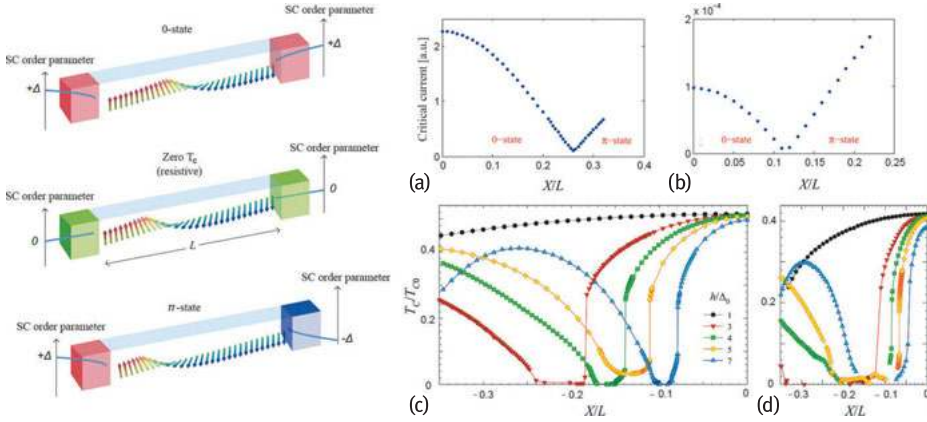 SC order parameter
SC order parameter
0-state
+Δ
+Δ
SC order parameter
SC order parameter
Zero Tc
(resistive)
0
0
L
SC order parameter
SC order parameter
π-state
+Δ
-Δ
Critical current [a.u.]
2
1
0
0
0.1
0.2
0.3
0.4
0-state
π-state
(a)
X/L
× 10⁻⁴
2
1
0
0
0.05
0.1
0.15
0.2
0.25
0-state
π-state
(b)
X/L
TC/TC0
0.4
0.2
0
- 0.3
- 0.2
- 0.1
0
h/Δ0
1
3
4
5
7
(c)
X/L
0.4
0.2
0
- 0.3
- 0.2
- 0.1
0
(d)
X/L